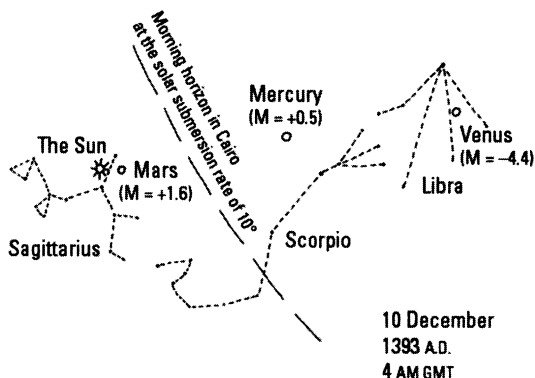 Morning horizon in Cairo
at the solar submersion rate of 10°
Mercury
(M = +0.5)
The Sun
Mars
(M = +1.6)
Venus
(M = –4.4)
Libra
Sagittarius
Scorpio
10 December
1393 A.D.
4 AM GMT